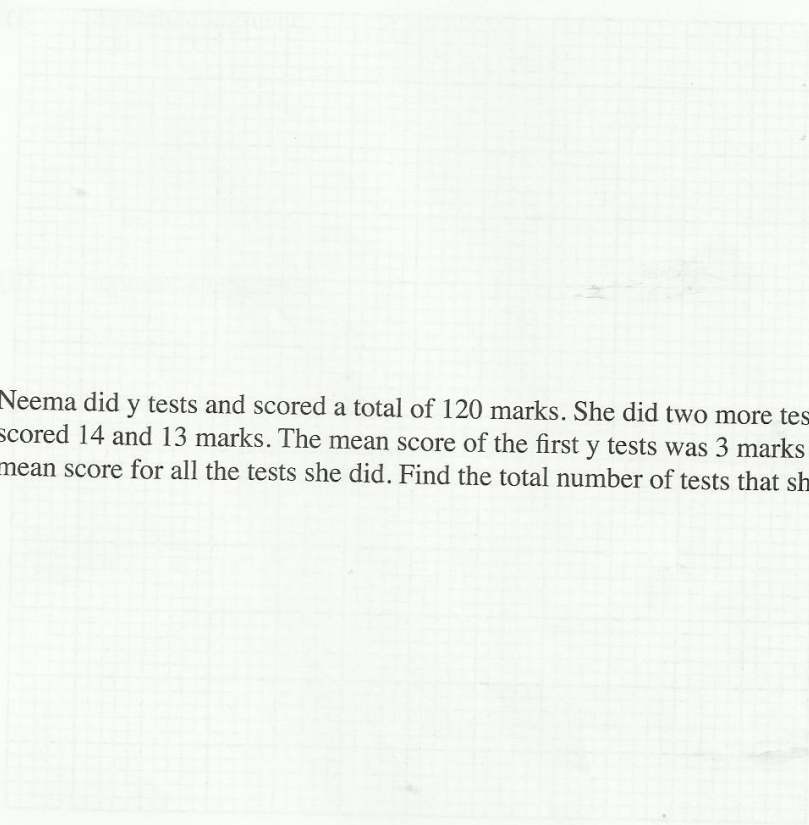 Neema did y tests and scored a total of 120 marks. She did two more tes
scored 14 and 13 marks. The mean score of the first y tests was 3 marks
mean score for all the tests she did. Find the total number of tests that sh